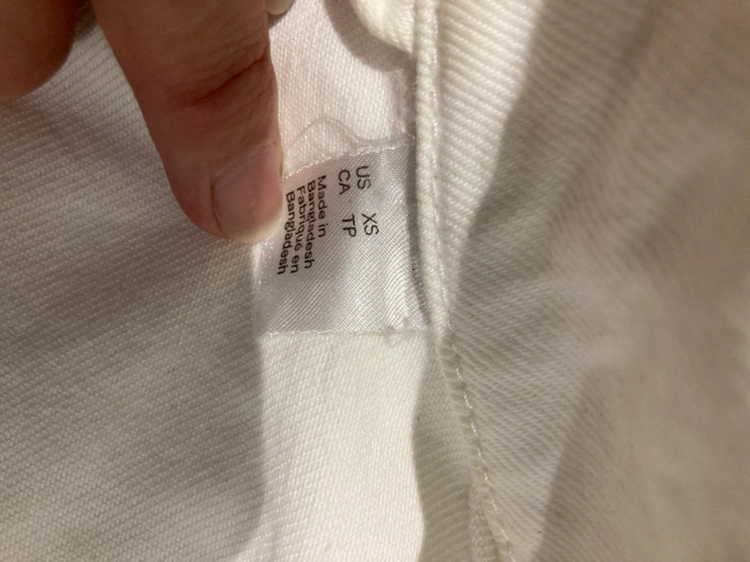 US XS
CA TP
Made in
Bangladesh
Fabriqué en
Bangladesh